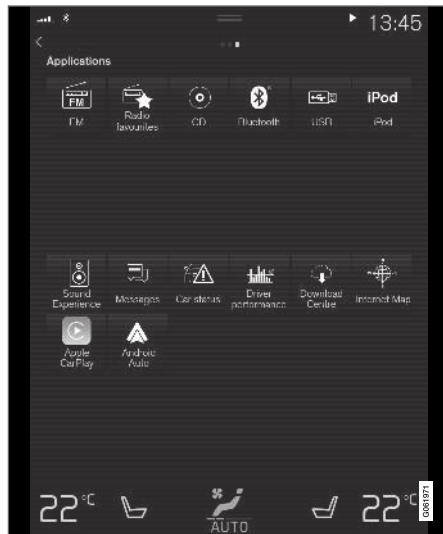 13:45
Applications
FM
iPod
FM
Radio
favourites
CD
Bluetooth
USB
iPod
Sound
Experience
Messages
Car status
Driver
performance
Download
Centre
Internet Map
Apple
CarPlay
Android
Auto
22°C
AUTO
22°C
G061971